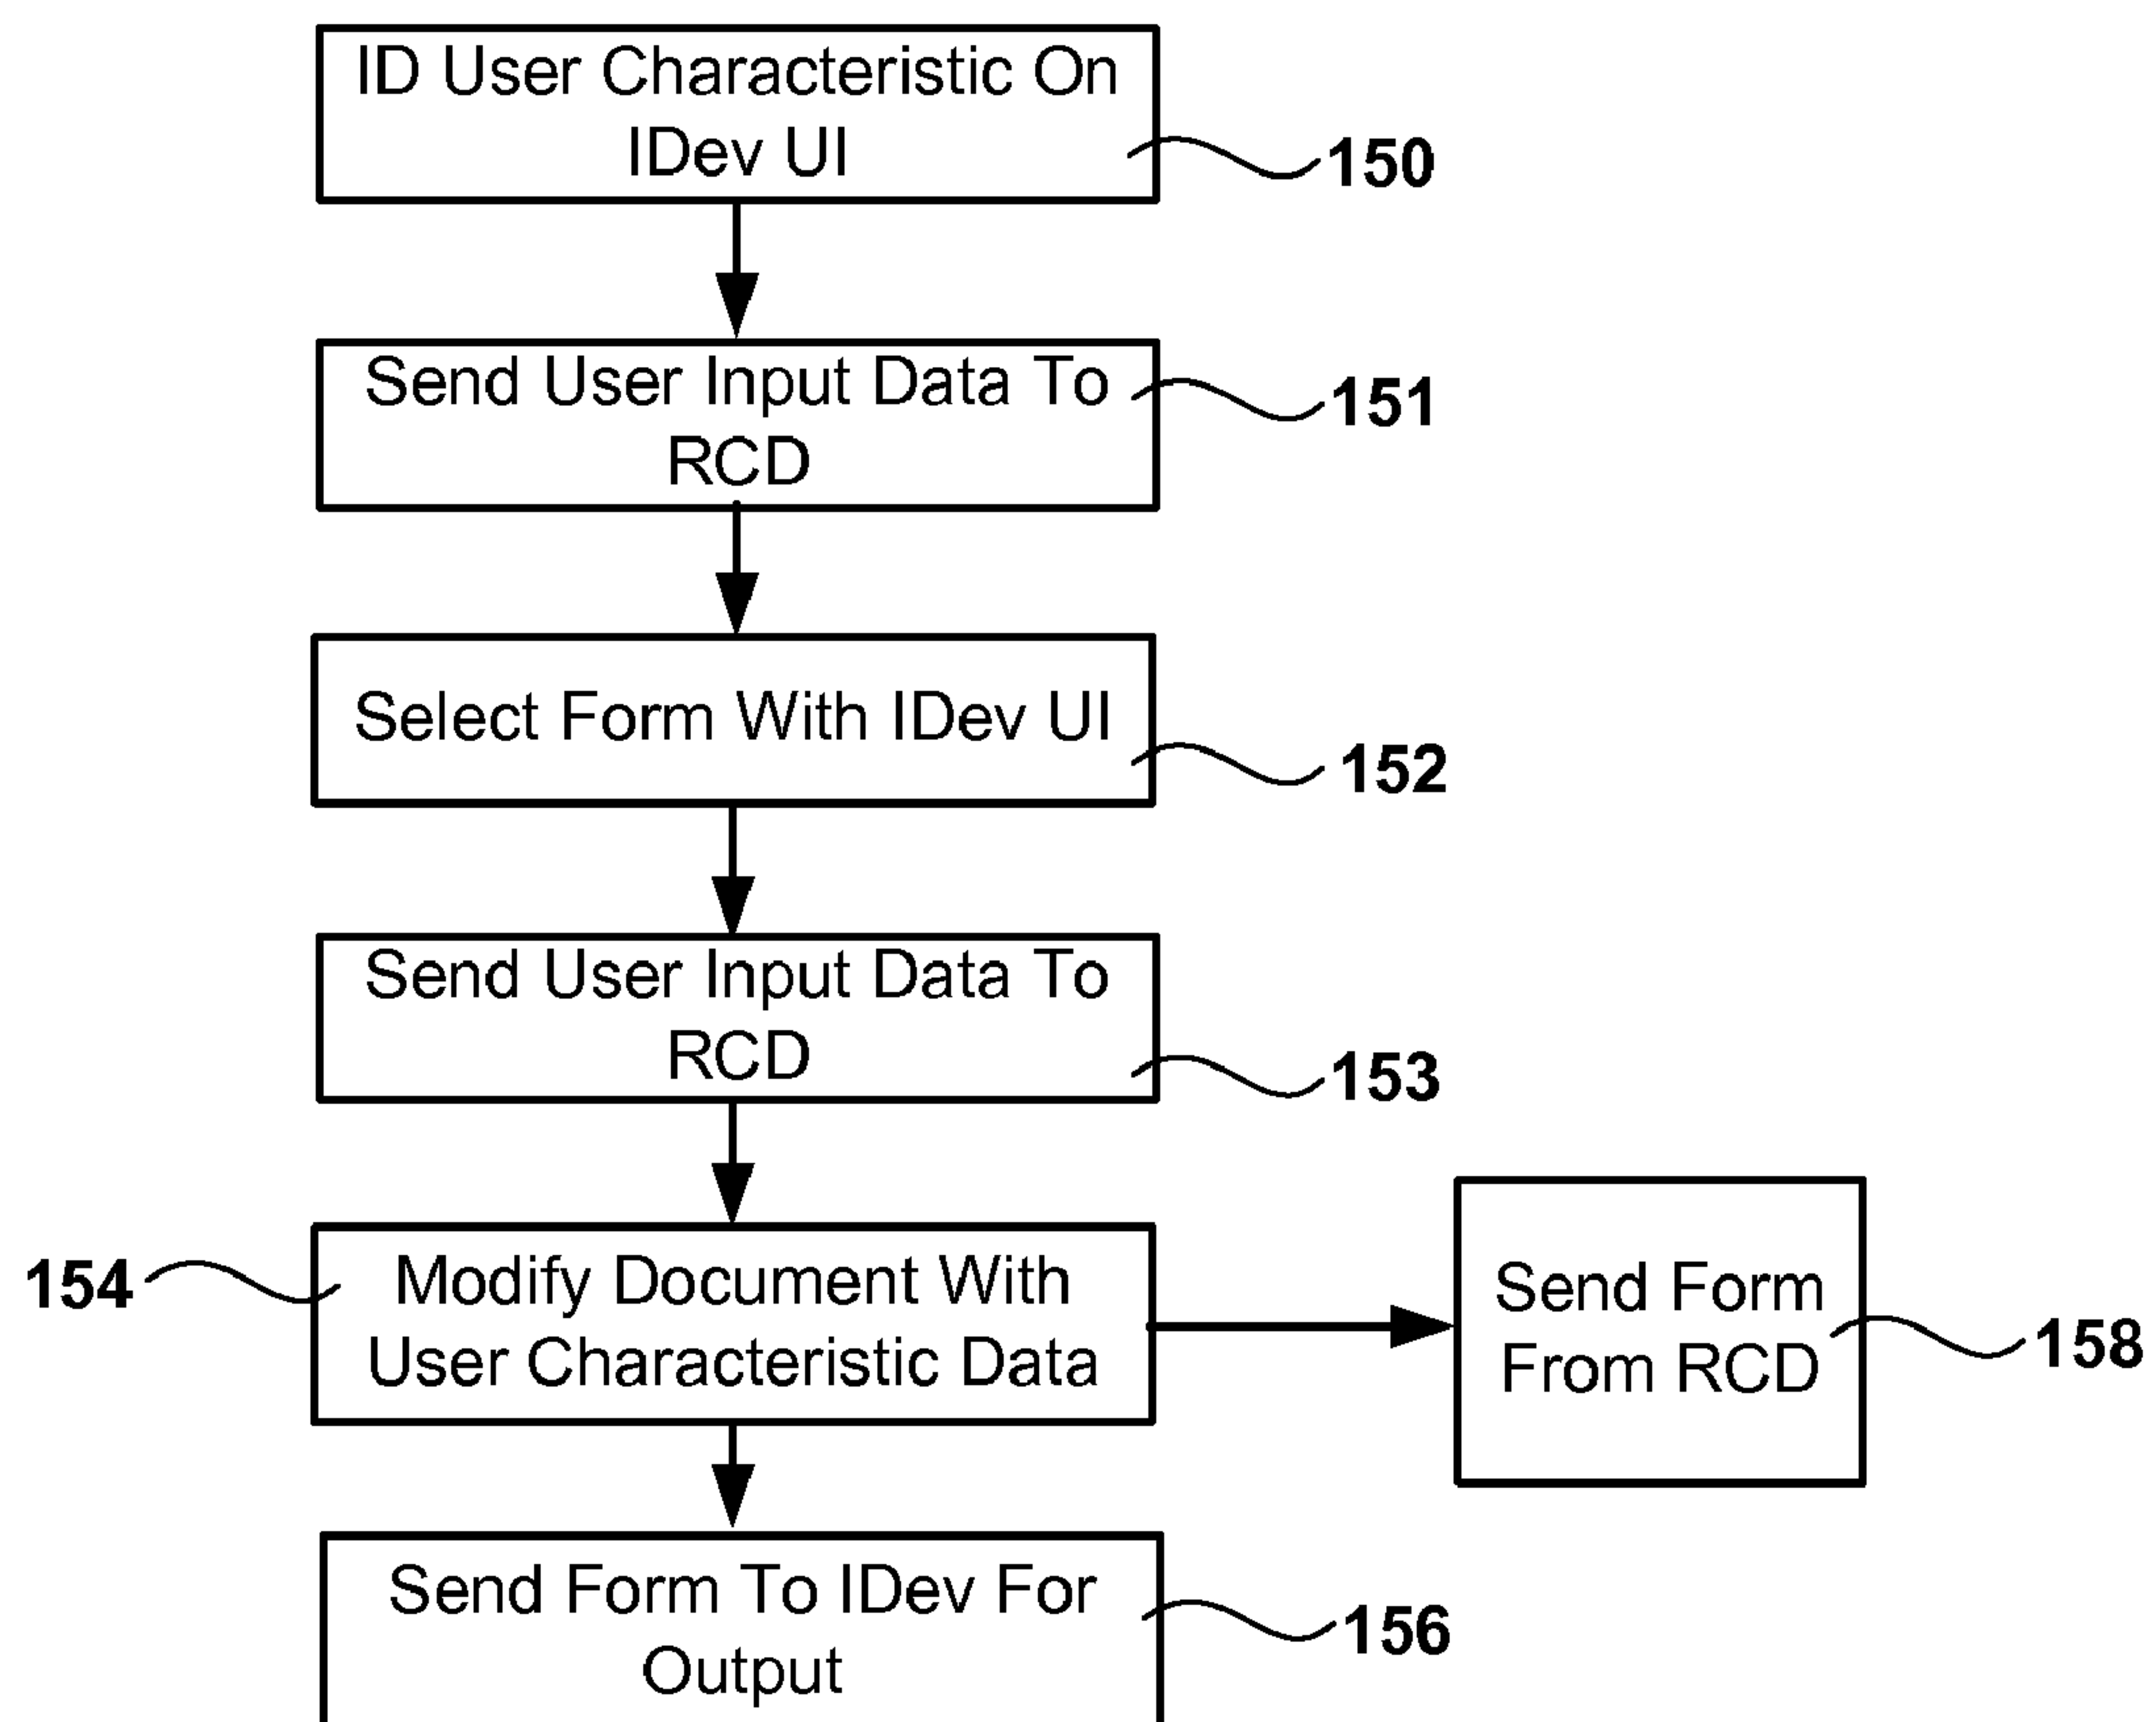 ID User Characteristic On
IDev UI
150
Send User Input Data To
RCD
151
Select Form With IDev UI
152
Send User Input Data To
RCD
153
154
Modify Document With
User Characteristic Data
Send Form
From RCD
158
Send Form To IDev For
Output
156